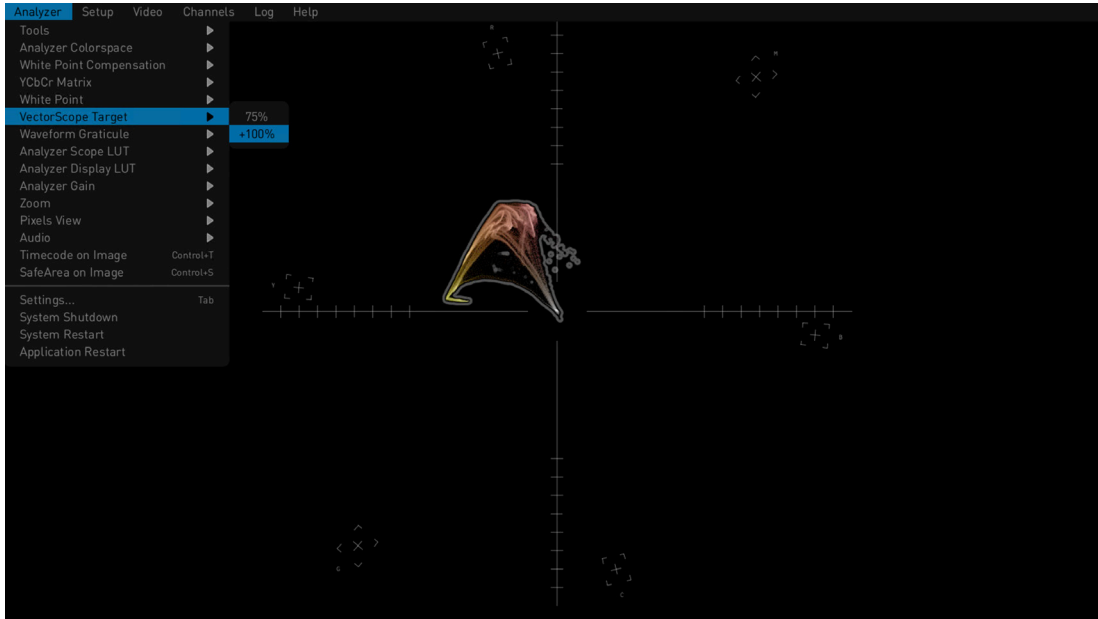 Analyzer Setup Video Channels Log Help
Tools
Analyzer Colorspace
White Point Compensation
YCbCr Matrix
White Point
VectorScope Target
75%
+100%
Waveform Graticule
Analyzer Scope LUT
Analyzer Display LUT
Analyzer Gain
Zoom
Pixels View
Audio
Timecode on Image Control+T
SafeArea on Image Control+S
Settings... Tab
System Shutdown
System Restart
Application Restart
R
M
Y
B
G
C